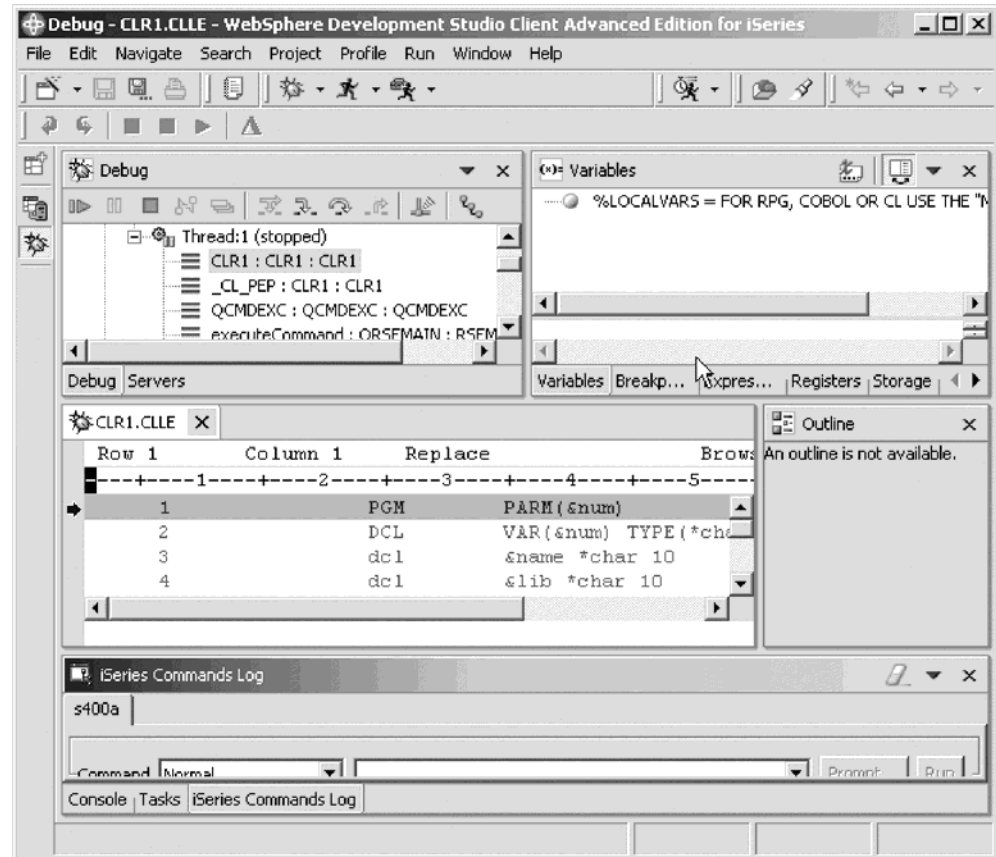 Debug - CLR1.CLLE - WebSphere Development Studio Client Advanced Edition for iSeries
File Edit Navigate Search Project Profile Run Window Help
Debug
Thread:1 (stopped)
CLR1 : CLR1 : CLR1
_CL_PEP : CLR1 : CLR1
QCMDEXC : QCMDEXC : QCMDEXC
executeCommand : QRSEMAIN : RSEM
Debug Servers
(x)= Variables
%LOCALVARS = FOR RPG, COBOL OR CL USE THE "
Variables Breakp... Expres... Registers Storage
CLR1.CLLE
Row 1 Column 1 Replace Brows
----+----1----+----2----+----3----+----4----+----5----
1 PGM PARM(&num)
2 DCL VAR(&num) TYPE(*cha
3 dcl &name *char 10
4 dcl &lib *char 10
Outline
An outline is not available.
iSeries Commands Log
s400a
Command Normal Prompt... Run
Console Tasks iSeries Commands Log